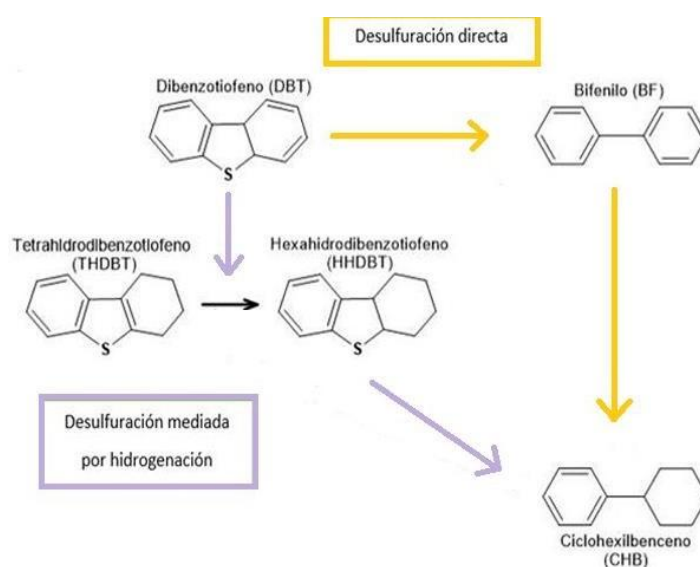 Desulfuración directa
Dibenzotiofeno (DBT)
Bifenilo (BF)
S
Tetrahidrodibenzotiofeno
(THDBT)
Hexahidrodibenzotiofeno
(HHDBT)
S
S
Desulfuración mediada
por hidrogenación
Ciclohexilbenceno
(CHB)